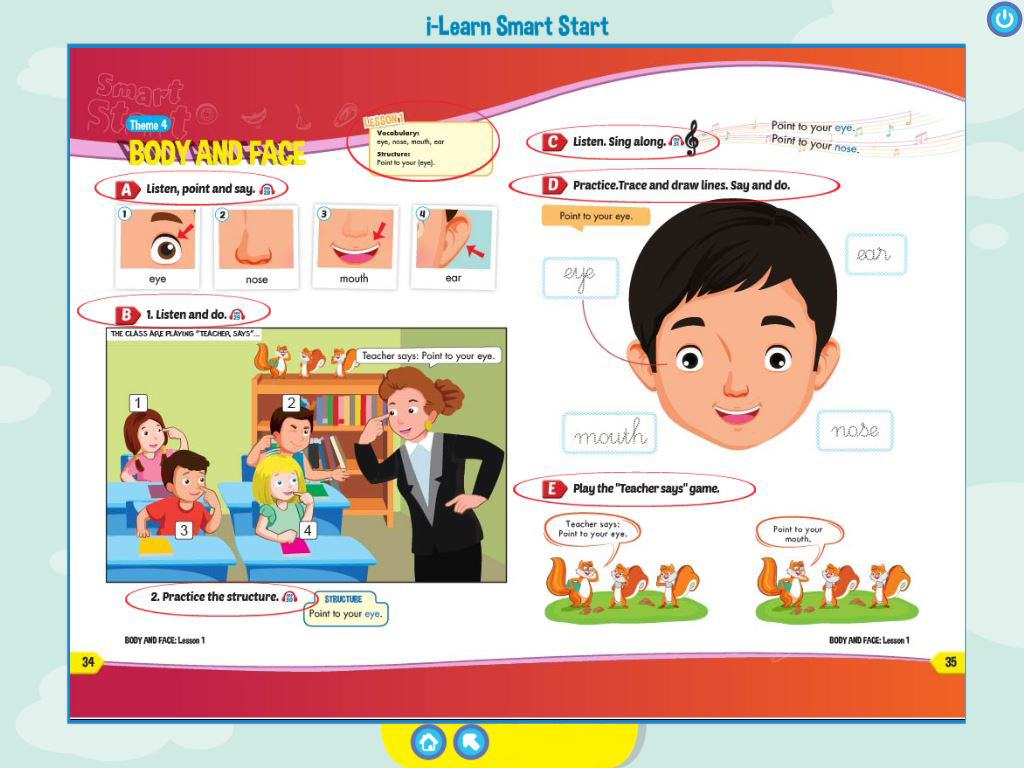 i-Learn Smart Start
Smart
Start
Theme 4
BODY AND FACE
LESSON 1
Vocabulary:
eye, nose, mouth, ear
Structure:
Point to your (eye).
A Listen, point and say.
1
2
3
4
eye
nose
mouth
ear
B 1. Listen and do.
THE CLASS ARE PLAYING "TEACHER, SAYS"...
Teacher says: Point to your eye.
1
2
3
4
2. Practice the structure.
STRUCTURE
Point to your eye.
BODY AND FACE: Lesson 1
34
C Listen. Sing along.
Point to your eye.
Point to your nose.
D Practice.Trace and draw lines. Say and do.
Point to your eye.
eye
ear
mouth
nose
E Play the "Teacher says" game.
Teacher says:
Point to your eye.
Point to your
mouth.
BODY AND FACE: Lesson 1
35